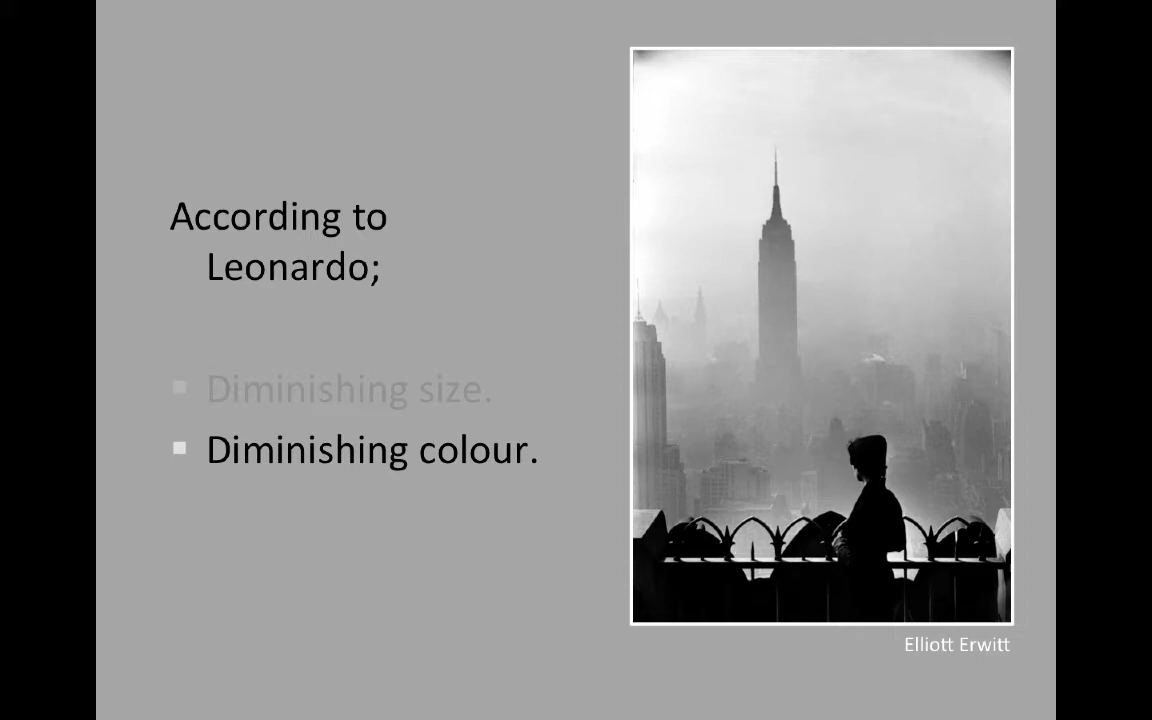 According to
Leonardo;
Diminishing size.
Diminishing colour.
Elliott Erwitt